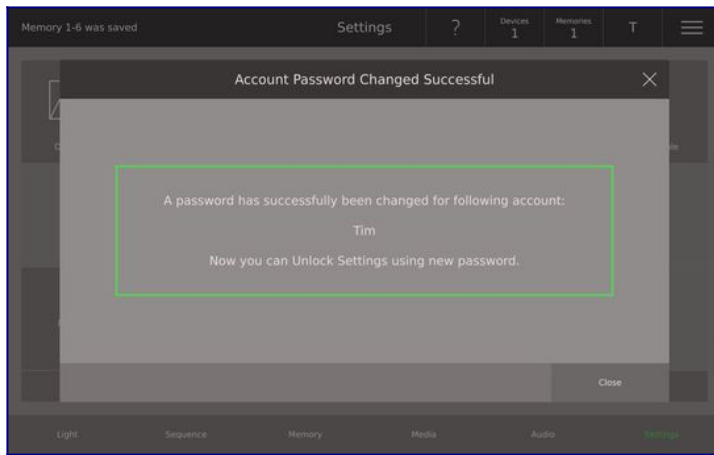 Memory 1-6 was saved
Settings
?
Devices
1
Memories
1
T
Account Password Changed Successful
A password has successfully been changed for following account:
Tim
Now you can Unlock Settings using new password.
Close
Light
Sequence
Memory
Media
Audio
Settings